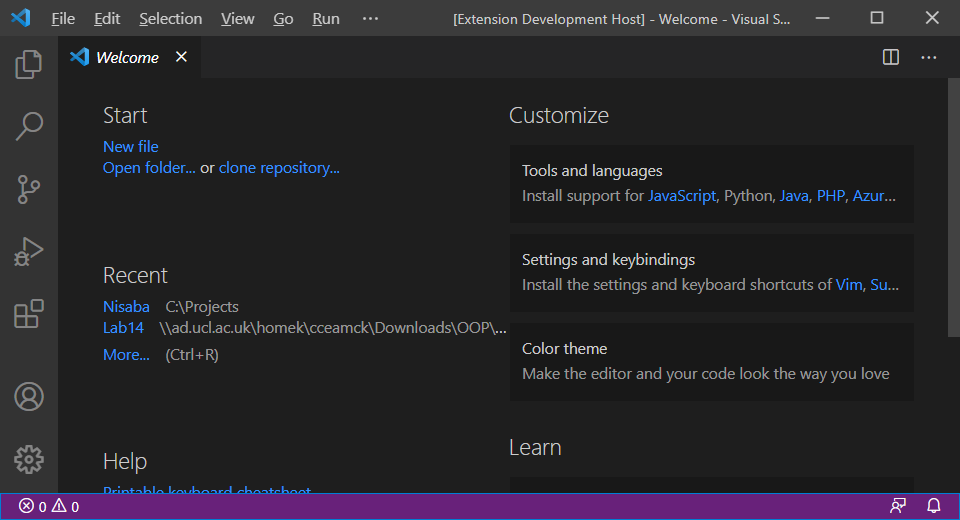 File Edit Selection View Go Run ··· [Extension Development Host] - Welcome - Visual S...
Welcome
Start
New file
Open folder... or clone repository...
Recent
Nisaba C:\Projects
Lab14 \\ad.ucl.ac.uk\homek\cceamck\Downloads\OOP\...
More... (Ctrl+R)
Help
Printable keyboard cheatsheet
Customize
Tools and languages
Install support for JavaScript, Python, Java, PHP, Azur...
Settings and keybindings
Install the settings and keyboard shortcuts of Vim, Su...
Color theme
Make the editor and your code look the way you love
Learn
0 0